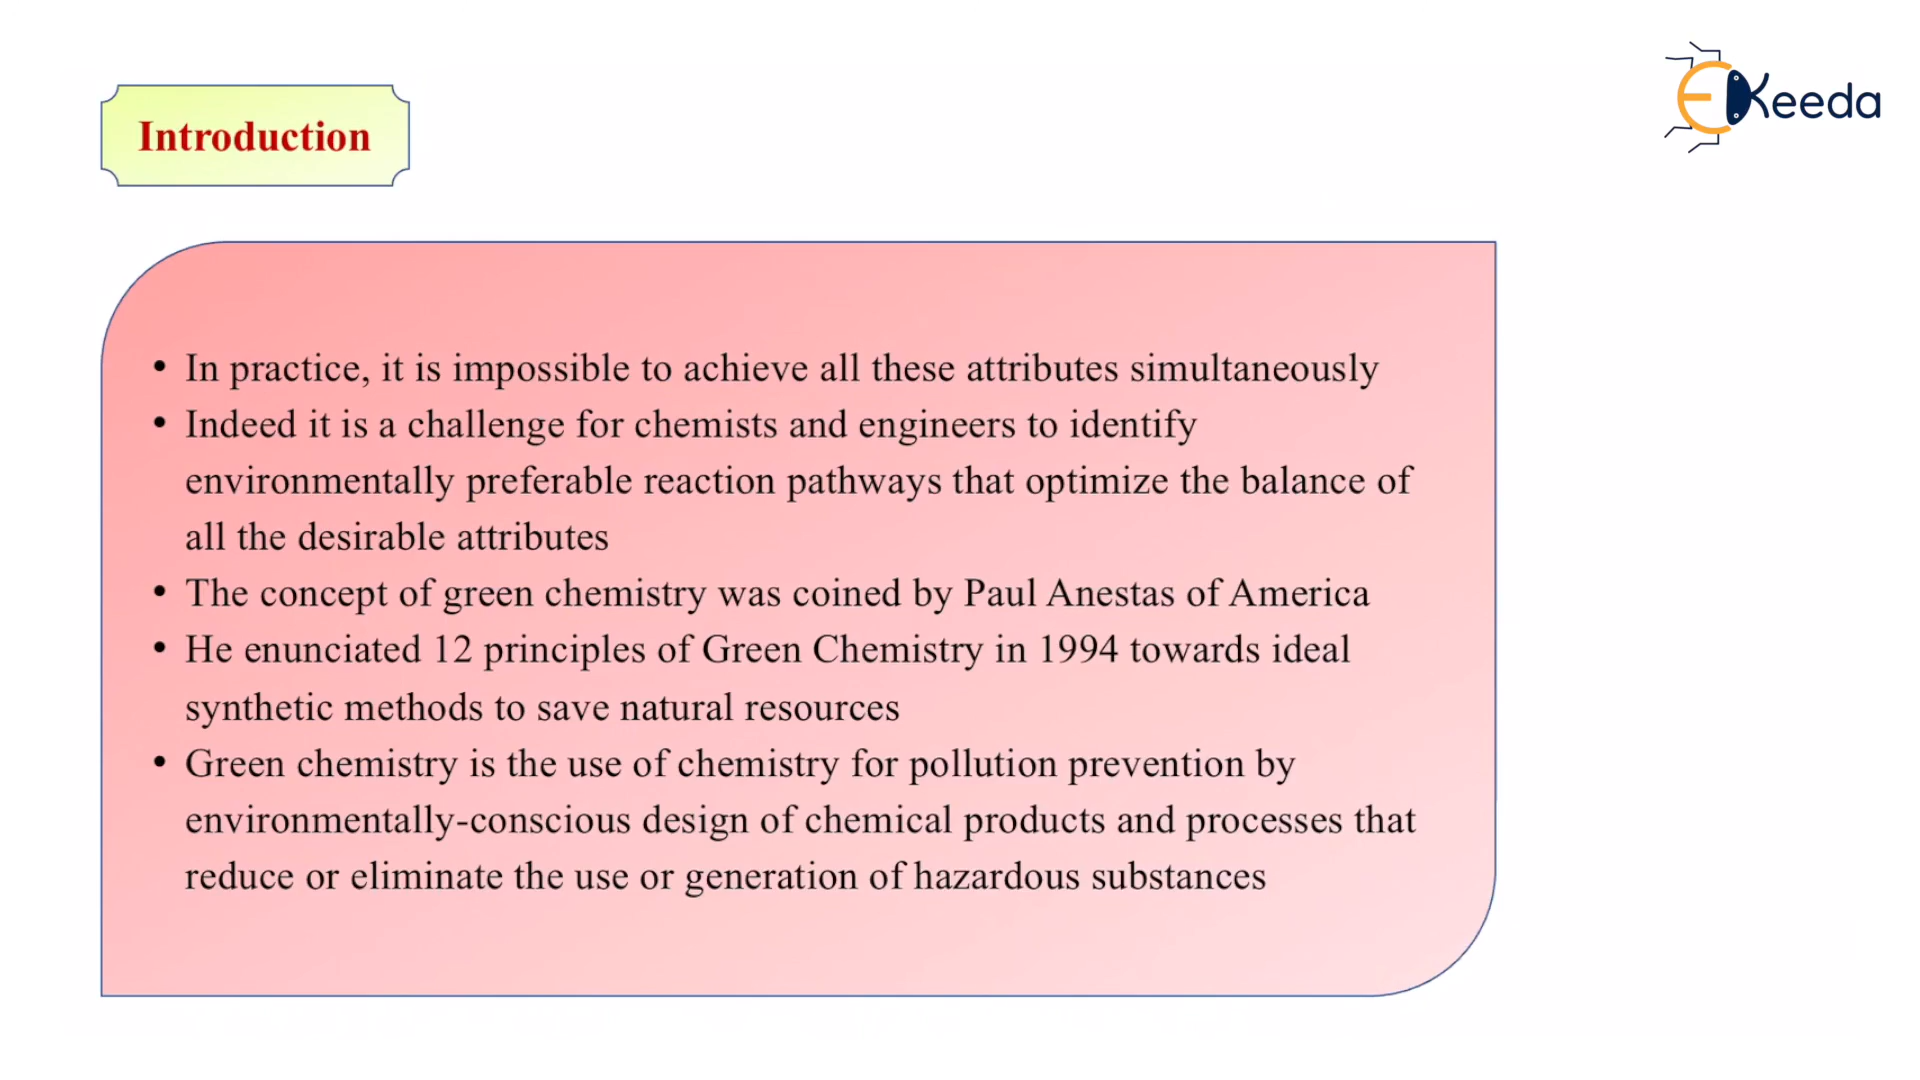 Introduction
EKeeda
• In practice, it is impossible to achieve all these attributes simultaneously
• Indeed it is a challenge for chemists and engineers to identify
environmentally preferable reaction pathways that optimize the balance of
all the desirable attributes
• The concept of green chemistry was coined by Paul Anestas of America
• He enunciated 12 principles of Green Chemistry in 1994 towards ideal
synthetic methods to save natural resources
• Green chemistry is the use of chemistry for pollution prevention by
environmentally-conscious design of chemical products and processes that
reduce or eliminate the use or generation of hazardous substances